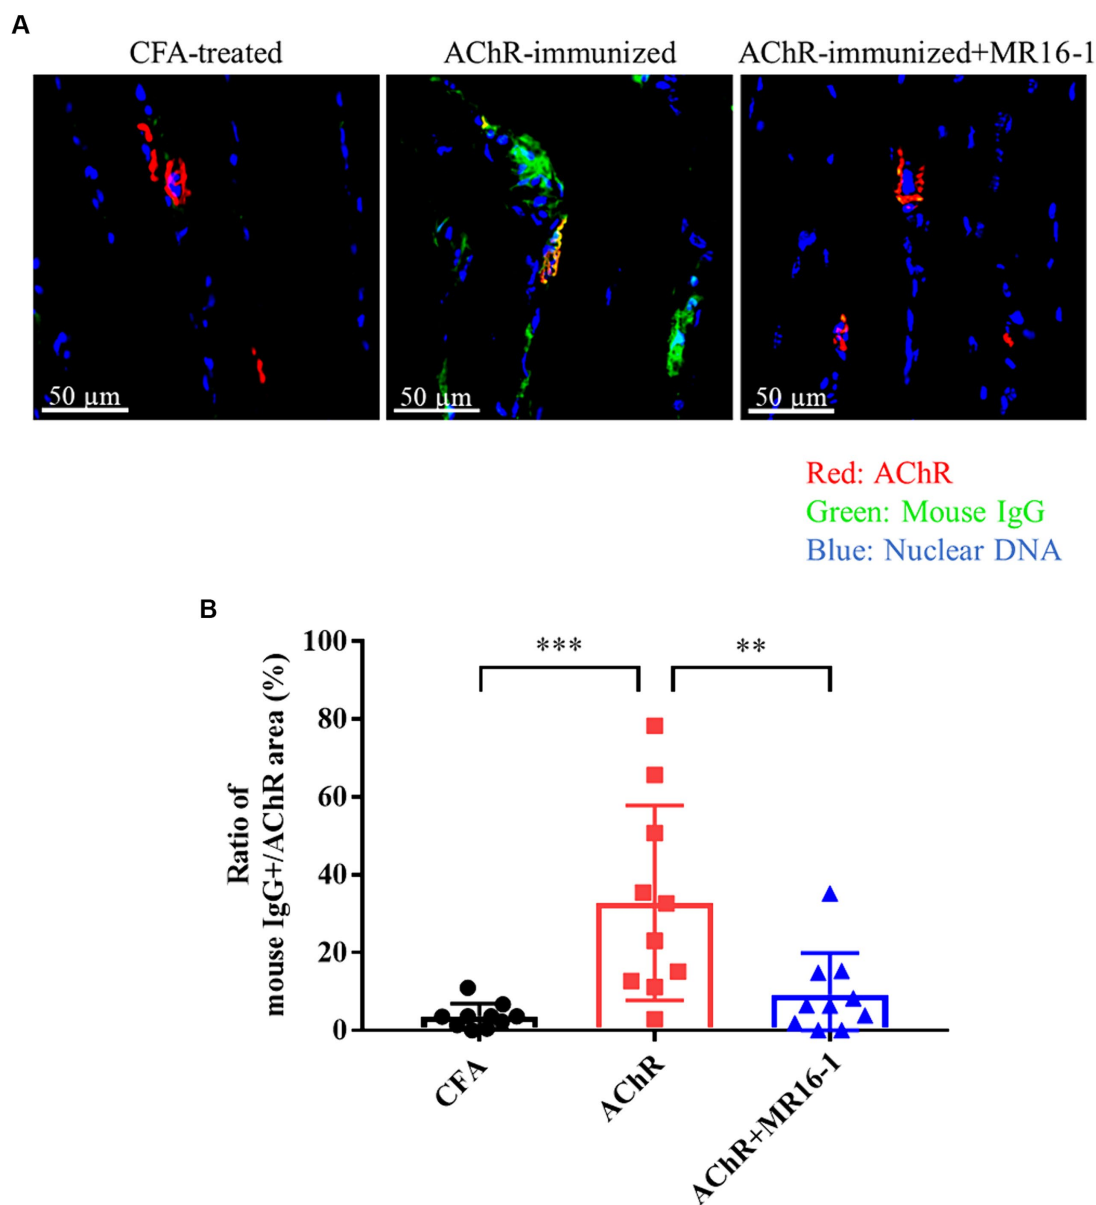 A
CFA-treated
AChR-immunized
AChR-immunized+MR16-1
50 µm
50 µm
50 µm
Red: AChR
Green: Mouse IgG
Blue: Nuclear DNA
B
Ratio of
mouse IgG+/AChR area (%)
100
80
60
40
20
0
***
**
CFA
AChR
AChR+MR16-1